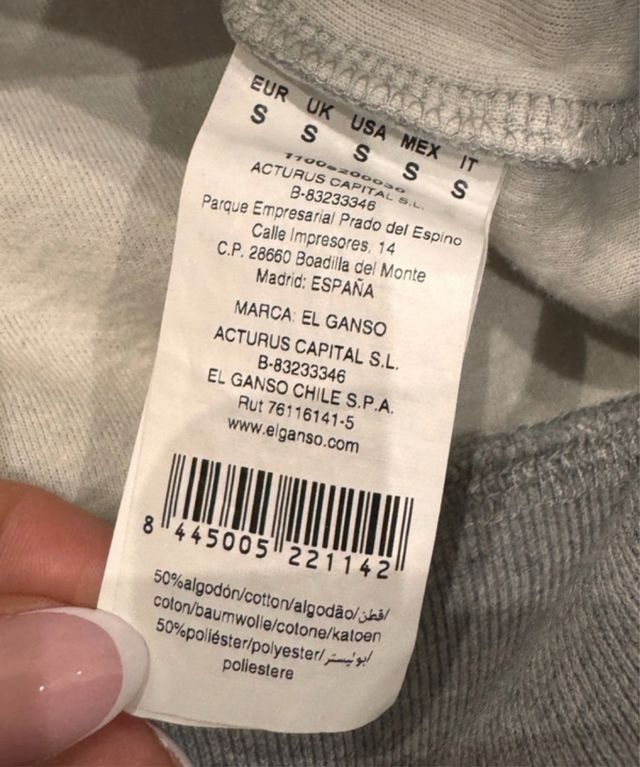 EUR UK USA MEX IT
S S S S S
ACTURUS CAPITAL S.L.
B-83233346
Parque Empresarial Prado del Espino
Calle Impresores, 14
C.P. 28660 Boadilla del Monte
Madrid: ESPAÑA
MARCA: EL GANSO
ACTURUS CAPITAL S.L.
B-83233346
EL GANSO CHILE S.P.A.
Rut 76116141-5
www.elganso.com
8 445005 221142
50%algodón/cotton/algodão/قطن/
coton/baumwolle/cotone/katoen
50%poliéster/polyester/
poliestere